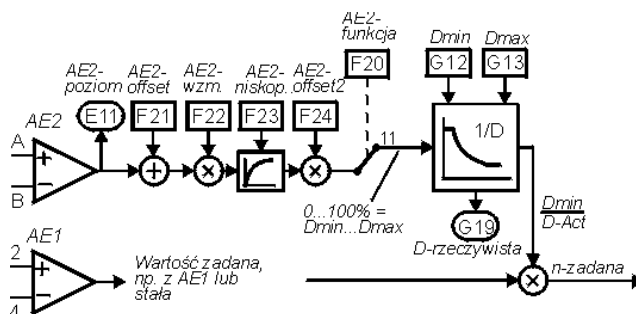 AE2-
funkcja
F20
Dmin
Dmax
G12
G13
AE2-
poziom
AE2-
offset
AE2-
wzm.
AE2-
niskop.
AE2-
offset2
E11
F21
F22
F23
F24
AE2
A
+
−
B
+
×
×
11
1/D
0...100% =
Dmin...Dmax
G19
D-rzeczywista
Dmin
D-Act
AE1
2
+
−
4
Wartość zadana,
np. z AE1 lub
stała
×
n-zadana